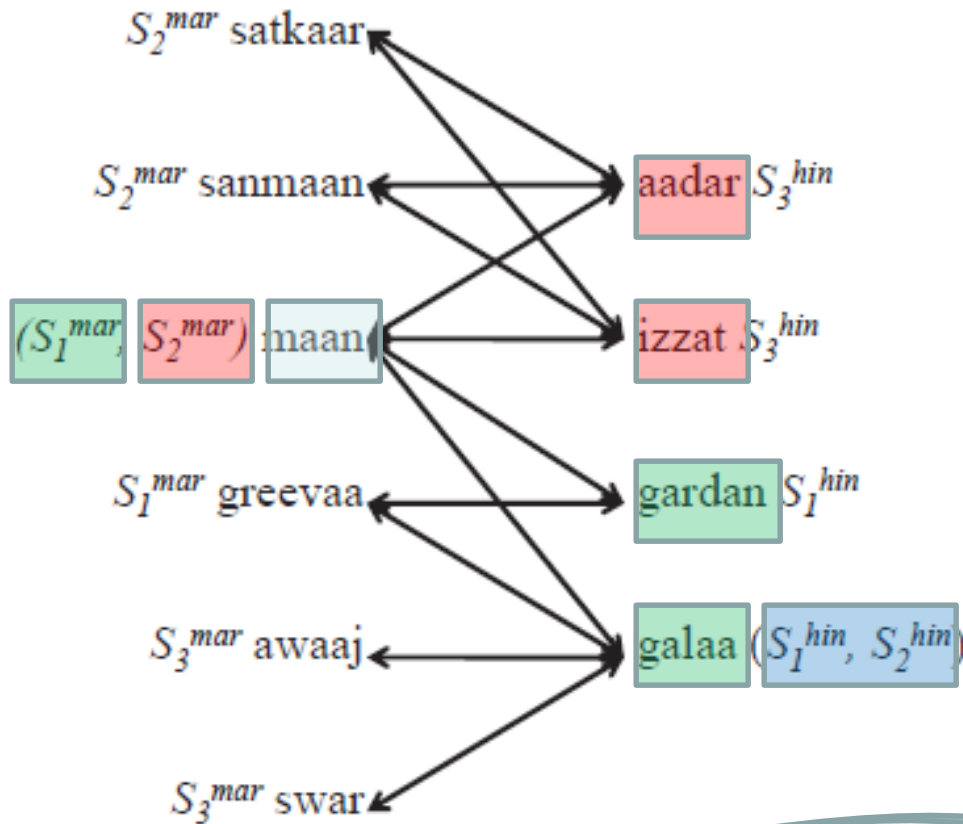 S₂ᵐᵃʳ satkaar
S₂ᵐᵃʳ sanmaan
aadar S₃ʰⁱⁿ
(S₁ᵐᵃʳ, S₂ᵐᵃʳ) maan
izzat S₃ʰⁱⁿ
S₁ᵐᵃʳ greevaa
gardan S₁ʰⁱⁿ
S₃ᵐᵃʳ awaaj
galaa (S₁ʰⁱⁿ, S₂ʰⁱⁿ)
S₃ᵐᵃʳ swar